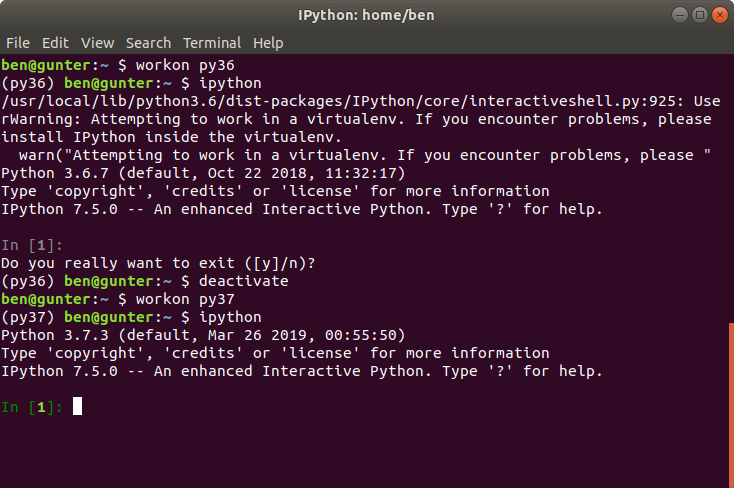 IPython: home/ben
File Edit View Search Terminal Help
ben@gunter:~ $ workon py36
(py36) ben@gunter:~ $ ipython
/usr/local/lib/python3.6/dist-packages/IPython/core/interactiveshell.py:925: Use
rWarning: Attempting to work in a virtualenv. If you encounter problems, please
install IPython inside the virtualenv.
  warn("Attempting to work in a virtualenv. If you encounter problems, please "
Python 3.6.7 (default, Oct 22 2018, 11:32:17)
Type 'copyright', 'credits' or 'license' for more information
IPython 7.5.0 -- An enhanced Interactive Python. Type '?' for help.
In [1]:
Do you really want to exit ([y]/n)?
(py36) ben@gunter:~ $ deactivate
ben@gunter:~ $ workon py37
(py37) ben@gunter:~ $ ipython
Python 3.7.3 (default, Mar 26 2019, 00:55:50)
Type 'copyright', 'credits' or 'license' for more information
IPython 7.5.0 -- An enhanced Interactive Python. Type '?' for help.
In [1]: